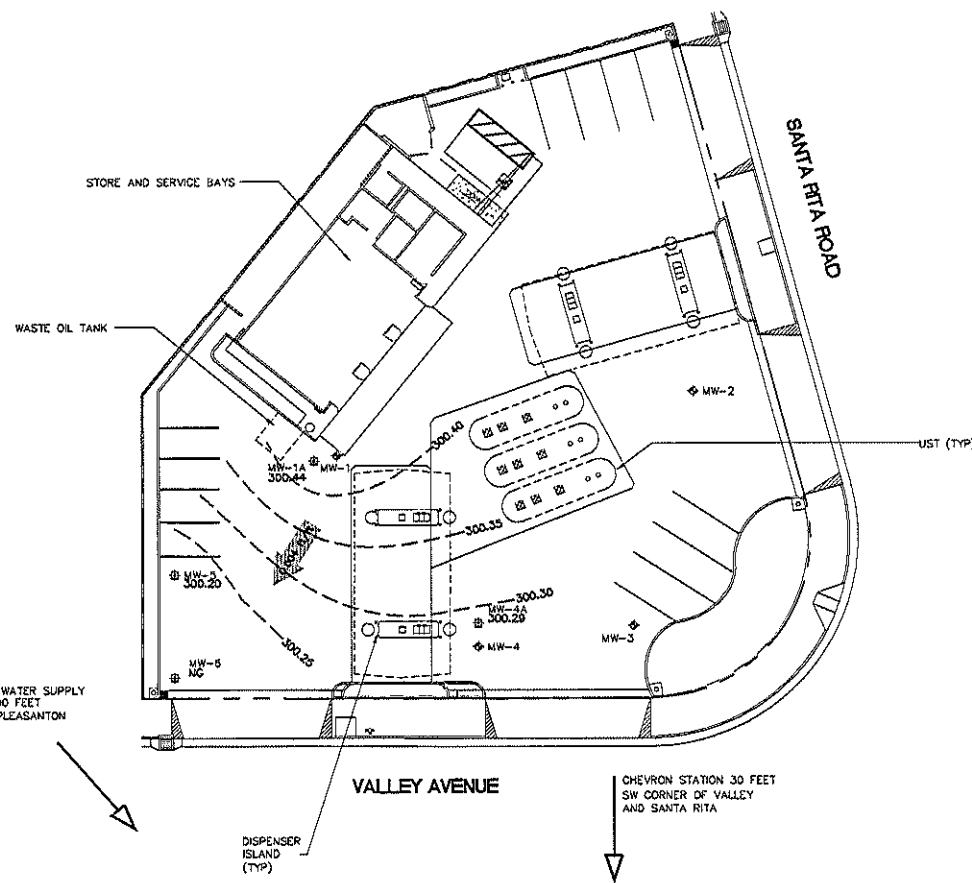 SANTA RITA ROAD
STORE AND SERVICE BAYS
WASTE OIL TANK
MW-2
300.40
UST (TYP)
MW-1A
300.44
MW-1
300.35
MW-5
300.20
300.30
MW-4A
300.29
MW-3
MW-4
300.25
MW-6
NG
WATER SUPPLY
FEET
PLEASANTON
VALLEY AVENUE
CHEVRON STATION 30 FEET
SW CORNER OF VALLEY
AND SANTA RITA
DISPENSER
ISLAND
(TYP)